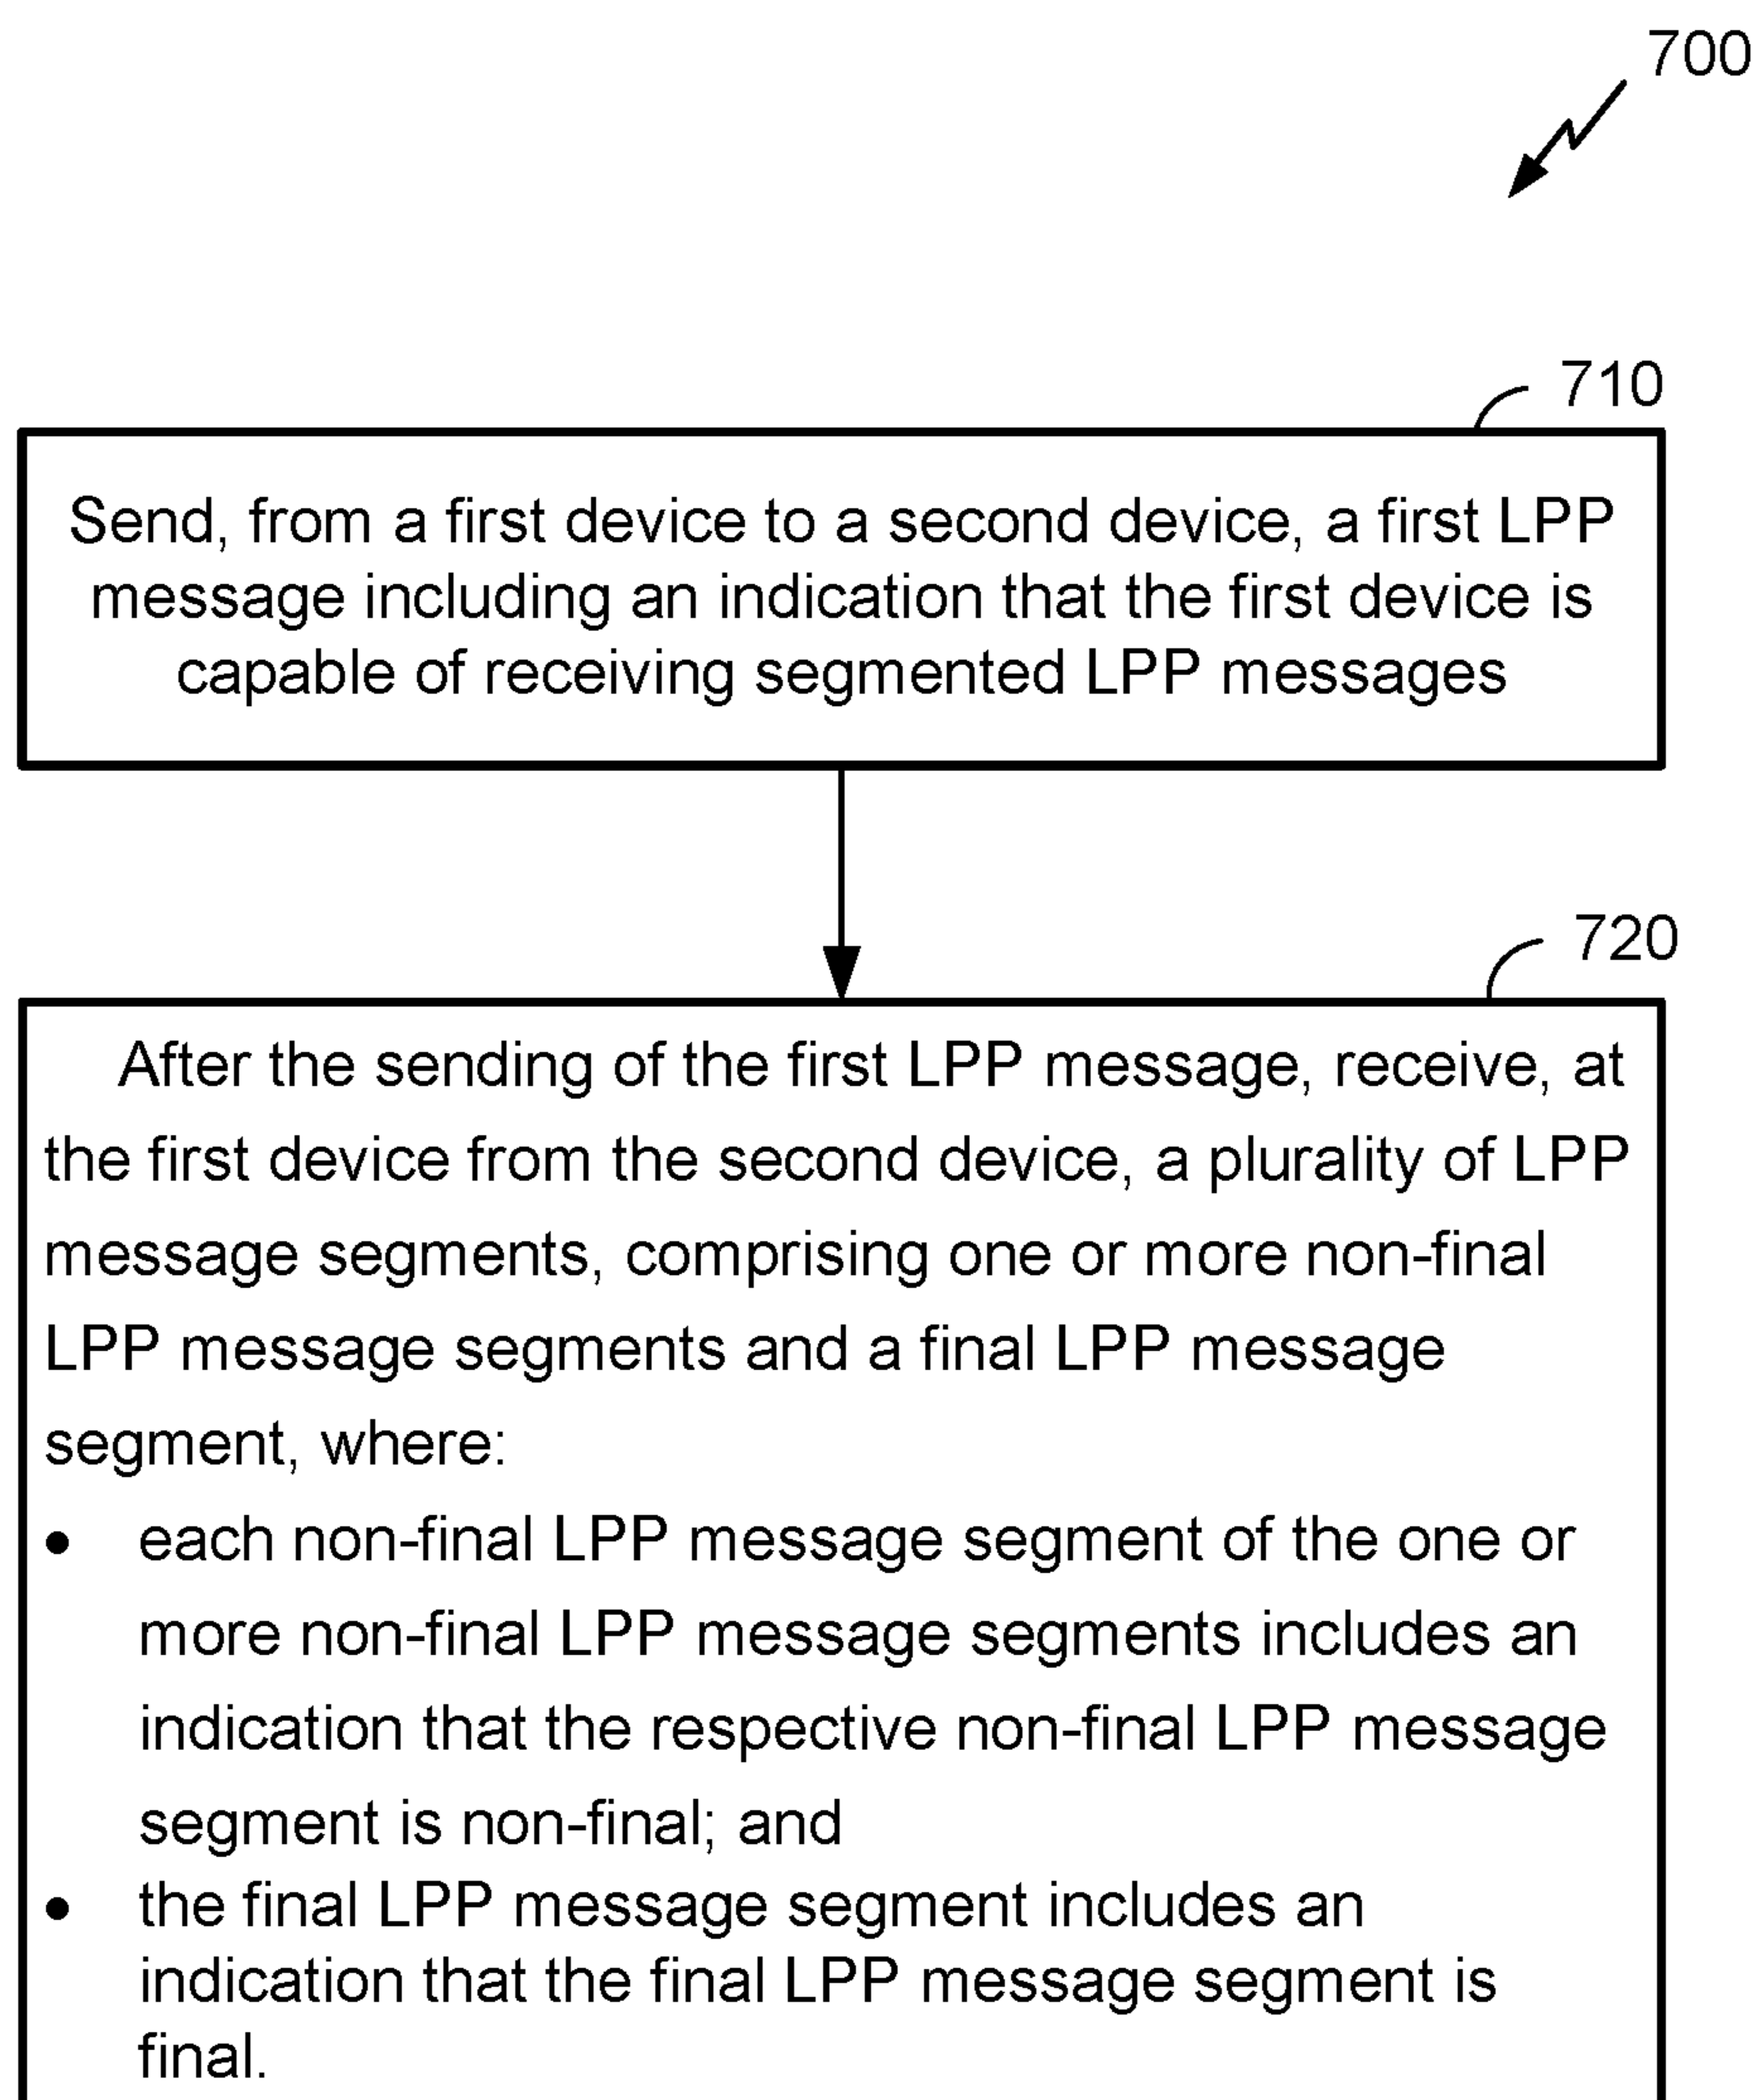 700
710
Send, from a first device to a second device, a first LPP
message including an indication that the first device is
capable of receiving segmented LPP messages
720
After the sending of the first LPP message, receive, at
the first device from the second device, a plurality of LPP
message segments, comprising one or more non-final
LPP message segments and a final LPP message
segment, where:
• each non-final LPP message segment of the one or
more non-final LPP message segments includes an
indication that the respective non-final LPP message
segment is non-final; and
• the final LPP message segment includes an
indication that the final LPP message segment is
final.